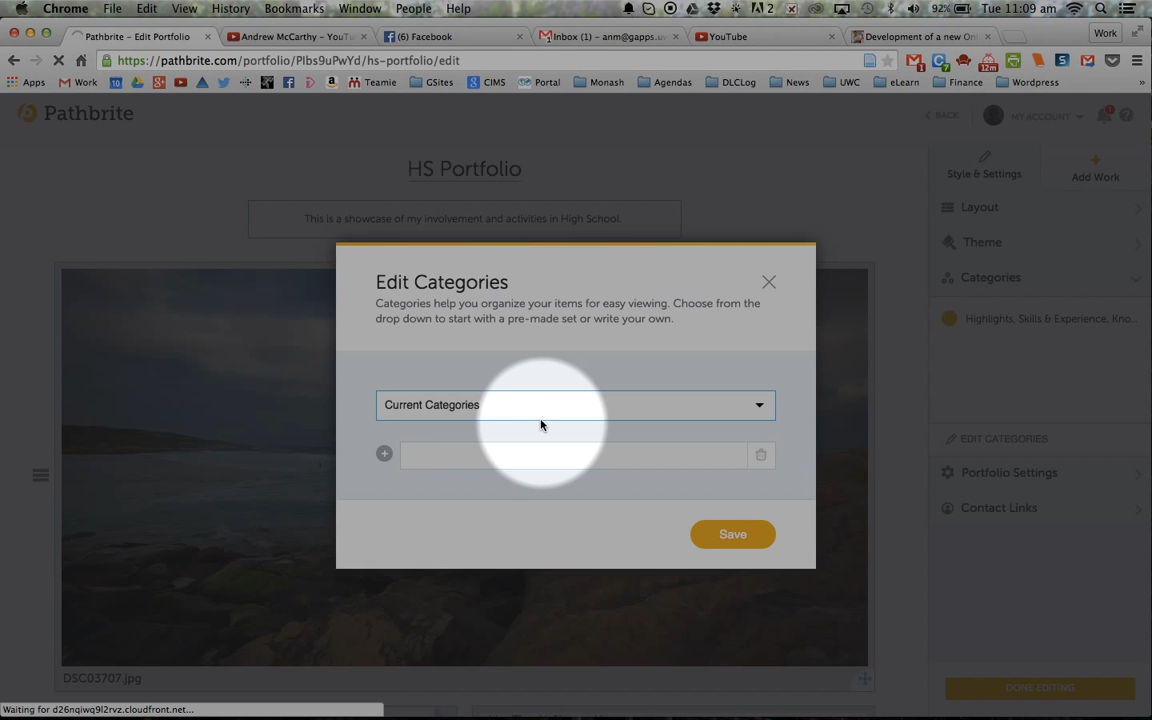 Chrome File Edit View History Bookmarks Window People Help 2 92% Tue 11:09 am
Pathbrite – Edit Portfolio Andrew McCarthy – YouTu (6) Facebook Inbox (1) – anm@gapps.uw YouTube Development of a new Onl Work
https://pathbrite.com/portfolio/PIbs9uPwYd/hs-portfolio/edit
Apps Work Teamie GSites CIMS Portal Monash Agendas DLCLog News UWC eLearn Finance Wordpress »
Pathbrite
BACK MY ACCOUNT 1 ?
HS Portfolio
Style & Settings Add Work
This is a showcase of my involvement and activities in High School.
Layout
Theme
Categories
Highlights, Skills & Experience, Kno...
EDIT CATEGORIES
Portfolio Settings
Contact Links
DONE EDITING
Edit Categories
Categories help you organize your items for easy viewing. Choose from the
drop down to start with a pre-made set or write your own.
Current Categories
Save
DSC03707.jpg
Waiting for d26nqiwq9l2rvz.cloudfront.net...